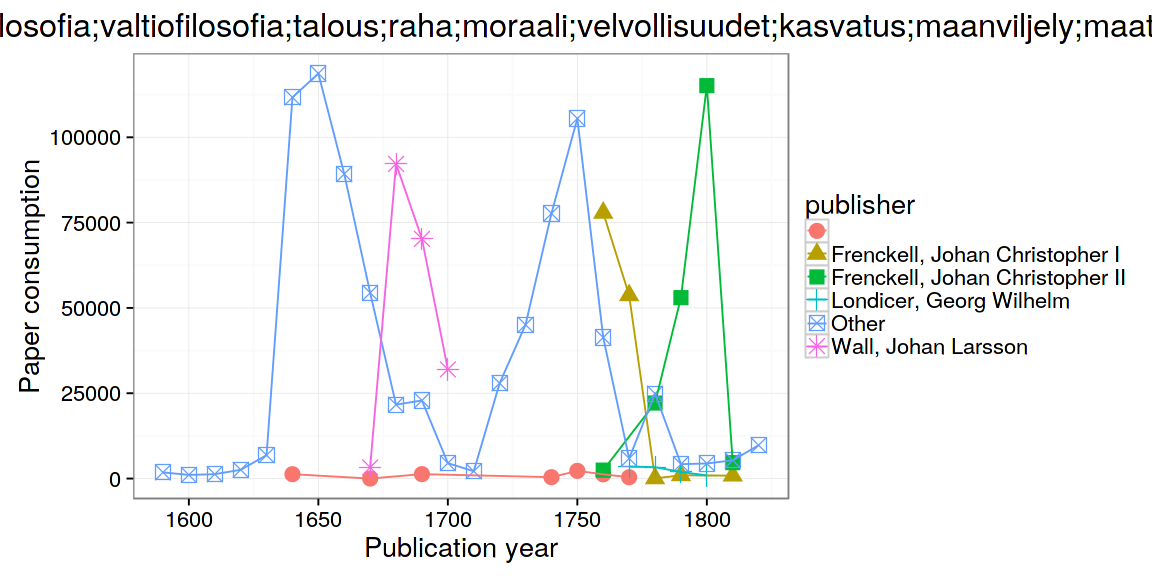 losofia;valtiofilosofia;talous;raha;moraali;velvollisuudet;kasvatus;maanviljely;maat
Paper consumption
100000
75000
50000
25000
0
1600
1650
1700
1750
1800
Publication year
publisher
Frenckell, Johan Christopher I
Frenckell, Johan Christopher II
Londicer, Georg Wilhelm
Other
Wall, Johan Larsson